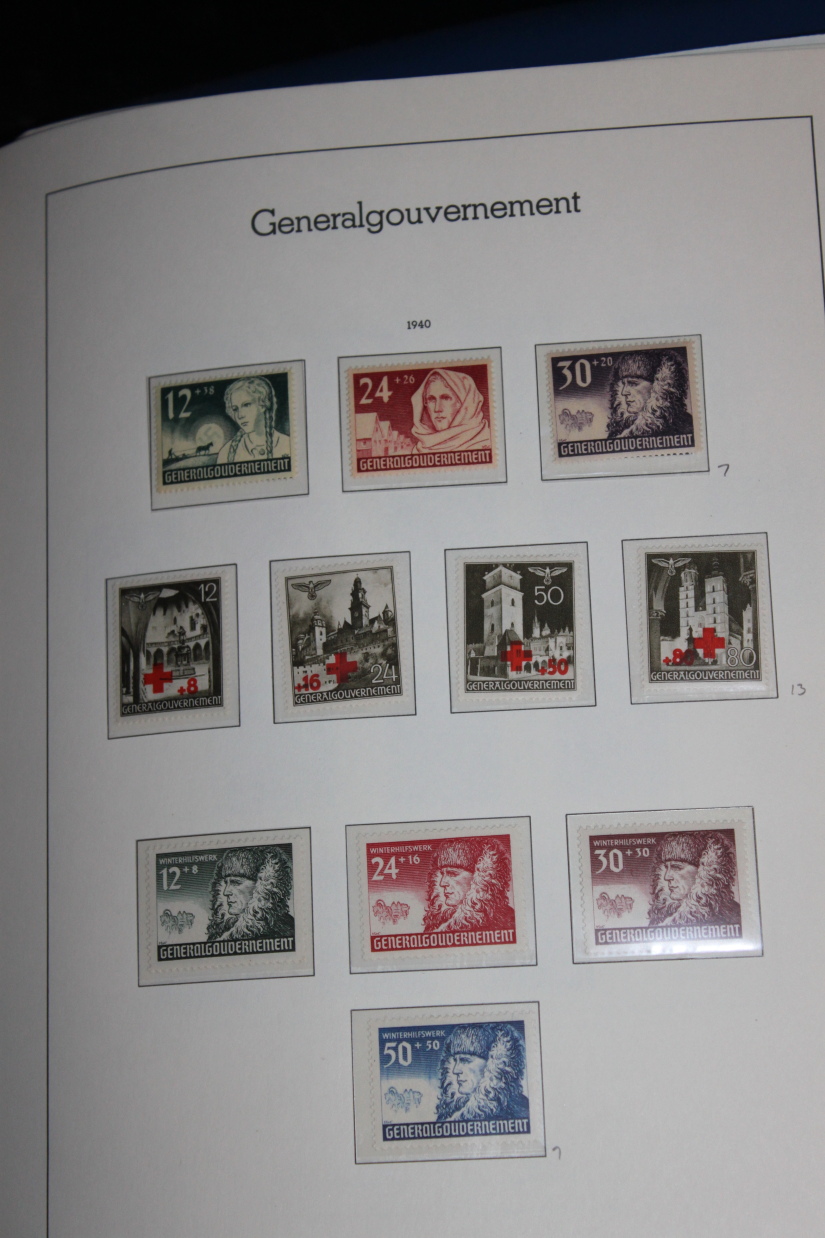 Generalgouvernement
1940
12 +38
GENERALGOUVERNEMENT
24 +26
GENERALGOUVERNEMENT
30 +20
GENERALGOUVERNEMENT
7
12
+8
GENERALGOUVERNEMENT
+16
24
GENERALGOUVERNEMENT
50
+50
GENERALGOUVERNEMENT
+80
80
GENERALGOUVERNEMENT
13
WINTERHILFSWERK
12 +8
GENERALGOUVERNEMENT
WINTERHILFSWERK
24 +16
GENERALGOUVERNEMENT
WINTERHILFSWERK
30 +30
GENERALGOUVERNEMENT
WINTERHILFSWERK
50 +50
GENERALGOUVERNEMENT